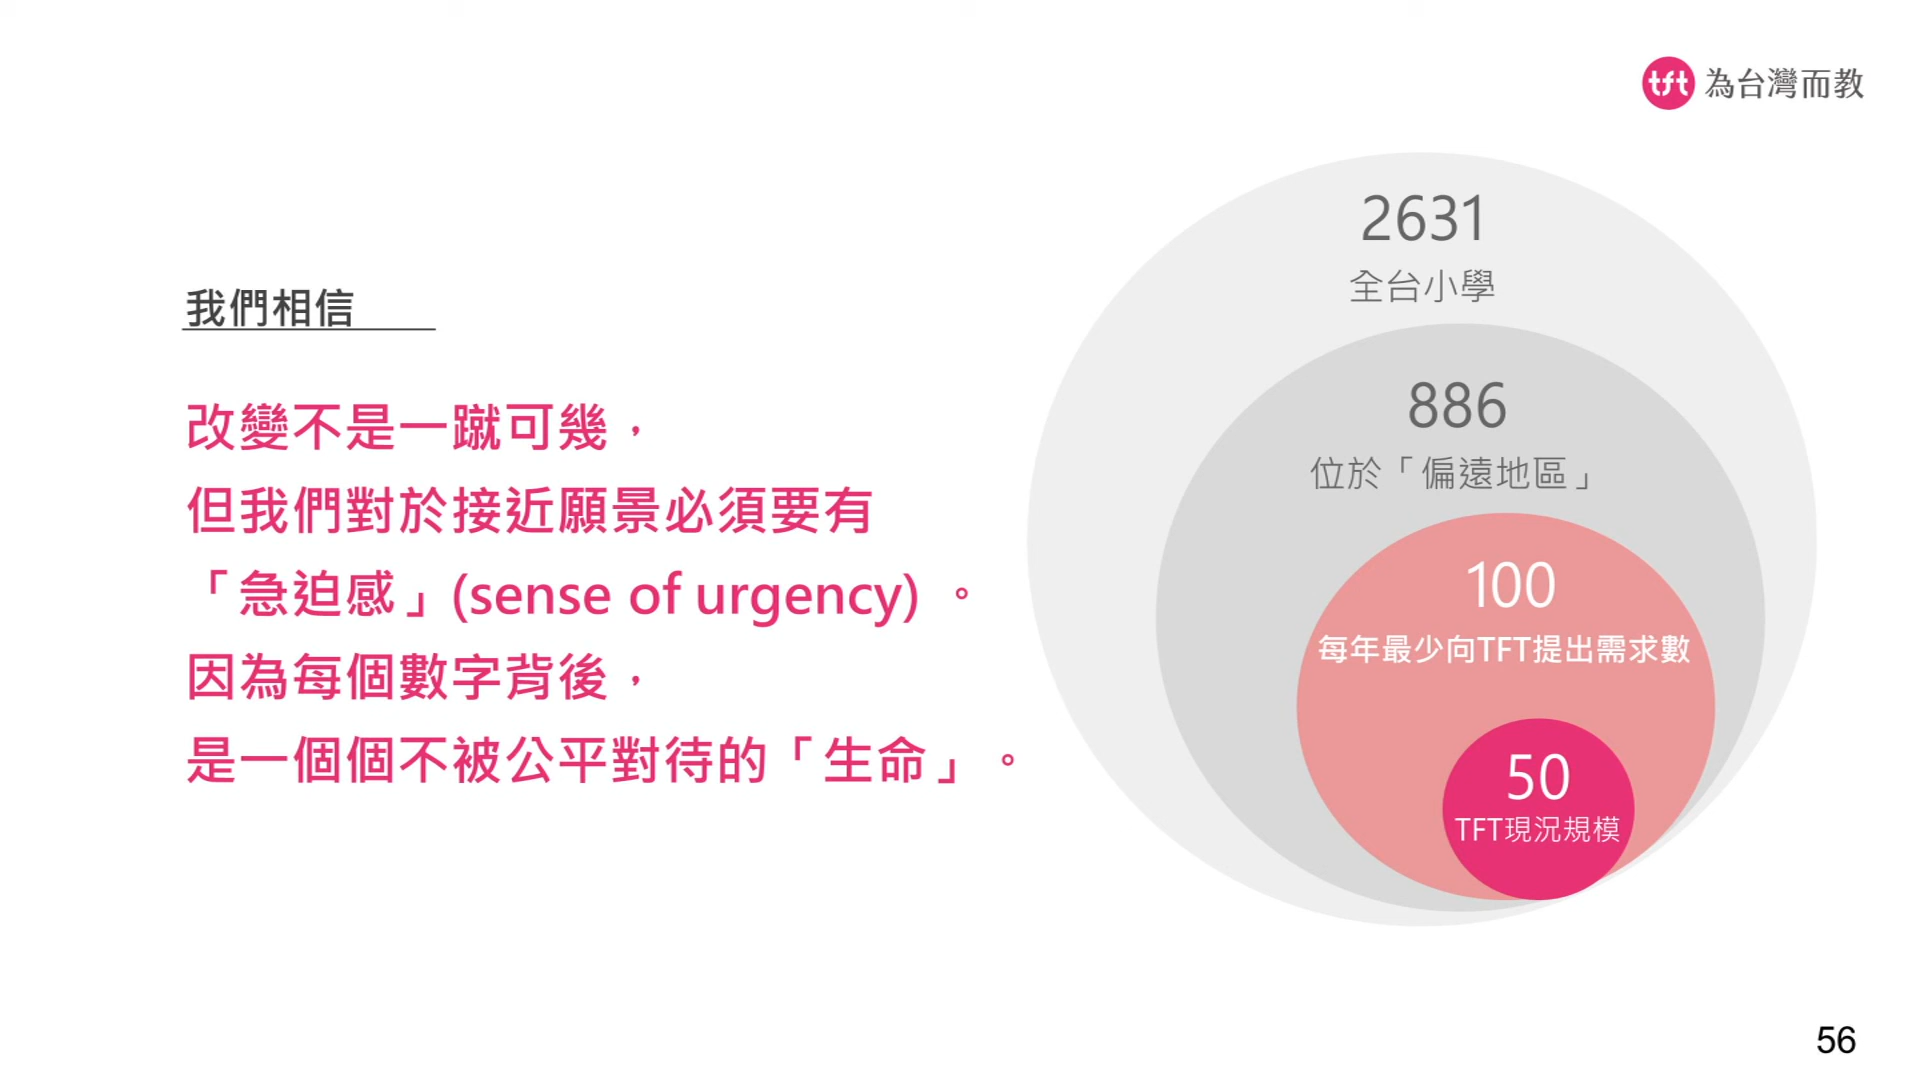 tft 為台灣而教
我們相信
改變不是一蹴可幾，
但我們對於接近願景必須要有
「急迫感」(sense of urgency) 。
因為每個數字背後，
是一個個不被公平對待的「生命」。
2631
全台小學
886
位於「偏遠地區」
100
每年最少向TFT提出需求數
50
TFT現況規模
56